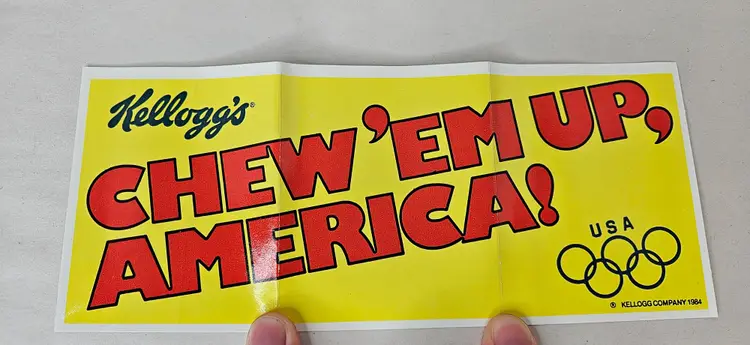 Kellogg's®
CHEW 'EM UP,
AMERICA!
USA
® KELLOGG COMPANY 1984